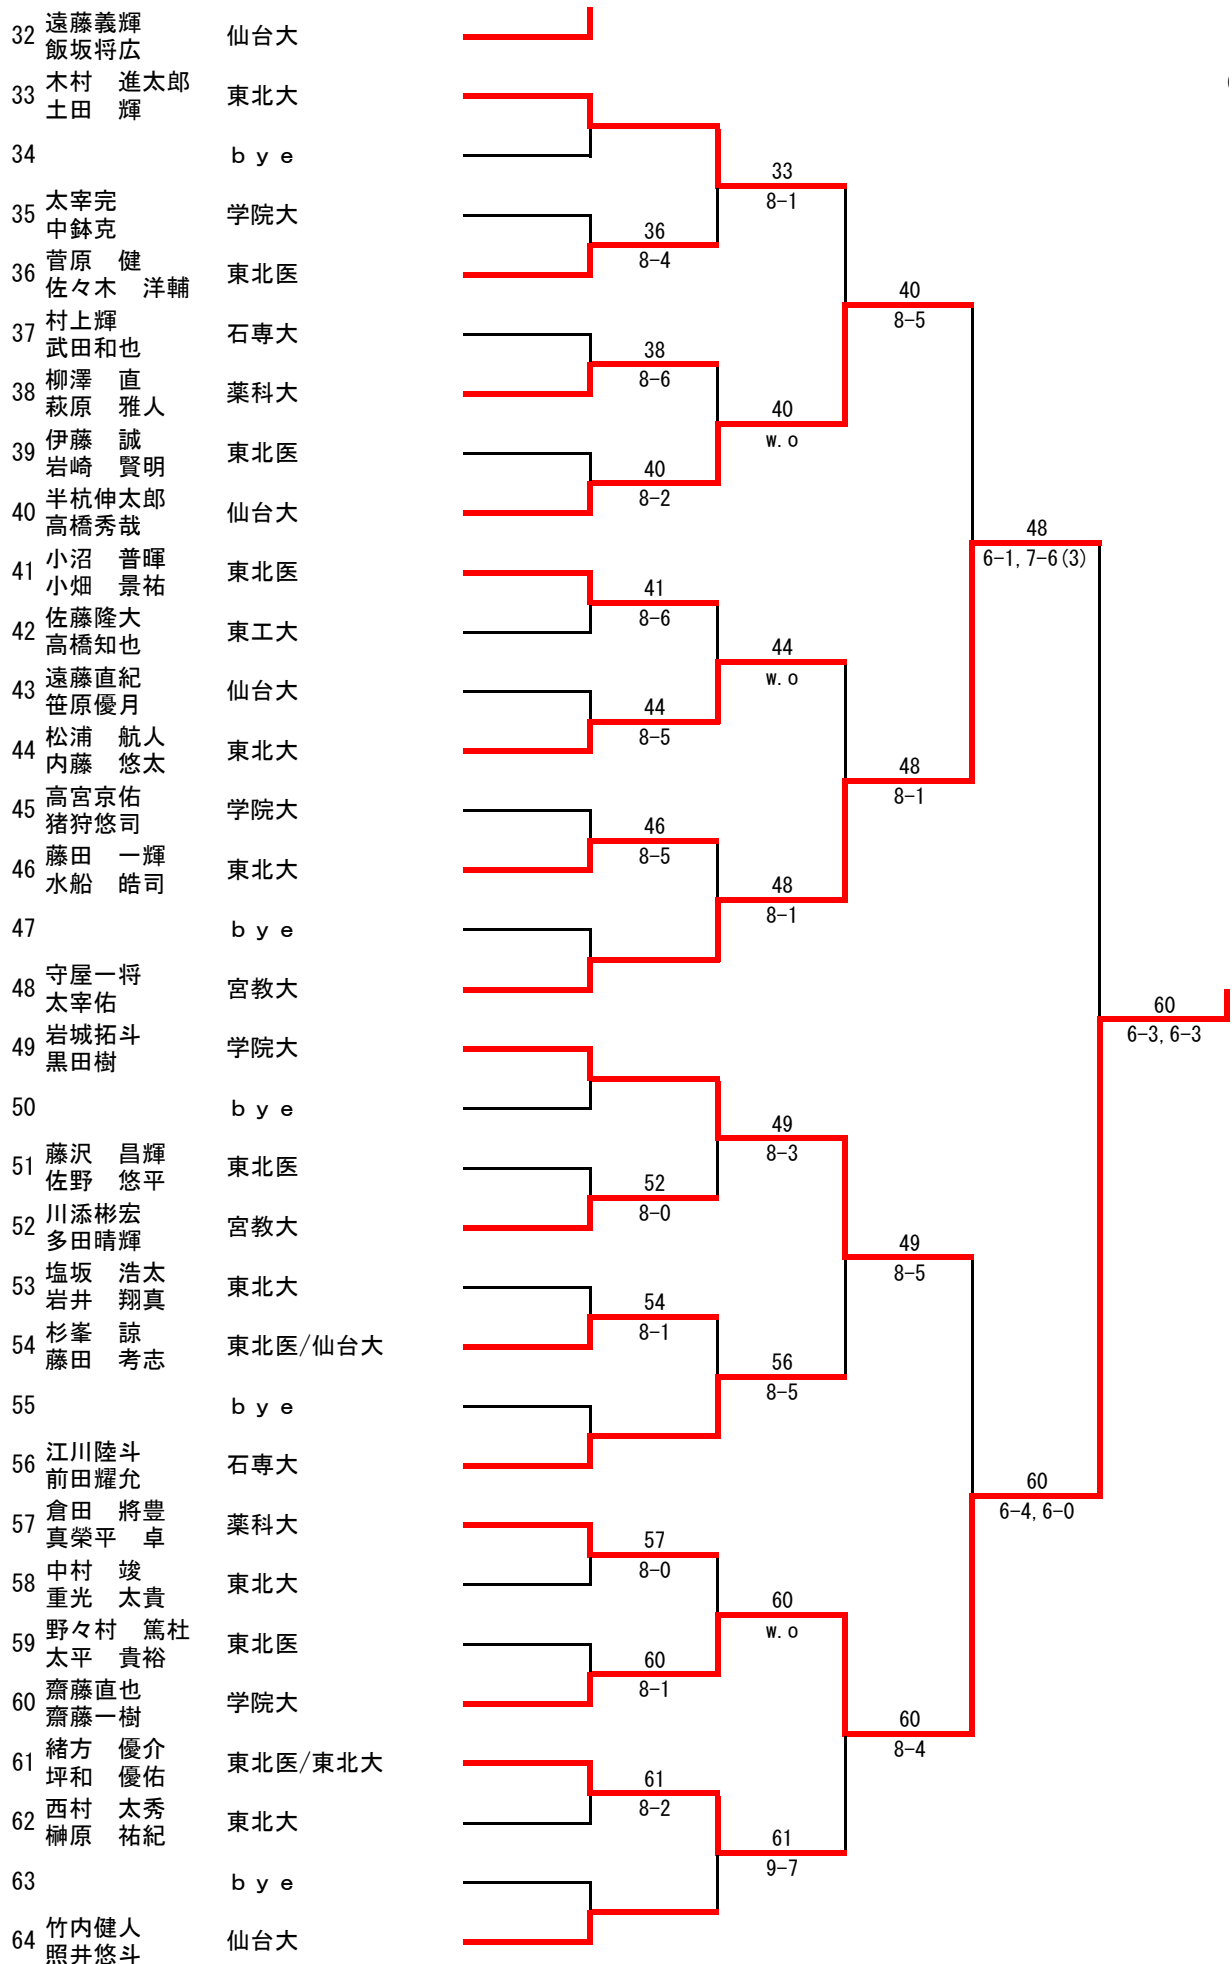 遠藤義輝
32 仙台大
飯坂将広
木村　進太郎
33 東北大
土田　輝
34 ｂｙｅ
33
8-1
太宰完
35 学院大
中鉢克
36
8-4
菅原　健
36 東北医
佐々木　洋輔
40
8-5
村上輝
37 石専大
武田和也
38
8-6
柳澤　直
38 薬科大
萩原　雅人
40
w.o
伊藤　誠
39 東北医
岩崎　賢明
40
8-2
半杭伸太郎
40 仙台大
高橋秀哉
48
6-1,7-6(3)
小沼　普暉
41 東北医
小畑　景祐
41
8-6
佐藤隆大
42 東工大
高橋知也
44
w.o
遠藤直紀
43 仙台大
笹原優月
44
8-5
松浦　航人
44 東北大
内藤　悠太
48
8-1
高宮京佑
45 学院大
猪狩悠司
46
8-5
藤田　一輝
46 東北大
水船　皓司
48
8-1
47 ｂｙｅ
守屋一将
48 宮教大
太宰佑
60
6-3,6-3
岩城拓斗
49 学院大
黒田樹
50 ｂｙｅ
49
8-3
藤沢　昌輝
51 東北医
佐野　悠平
52
8-0
川添彬宏
52 宮教大
多田晴輝
49
8-5
塩坂　浩太
53 東北大
岩井　翔真
54
8-1
杉峯　諒
54 東北医/仙台大
藤田　考志
56
8-5
55 ｂｙｅ
江川陸斗
56 石専大
前田耀允
60
6-4,6-0
倉田　將豊
57 薬科大
真榮平　卓
57
8-0
中村　竣
58 東北大
重光　太貴
60
w.o
野々村　篤杜
59 東北医
太平　貴裕
60
8-1
齋藤直也
60 学院大
齋藤一樹
60
8-4
緒方　優介
61 東北医/東北大
坪和　優佑
61
8-2
西村　太秀
62 東北大
榊原　祐紀
61
9-7
63 ｂｙｅ
竹内健人
64 仙台大
照井悠斗